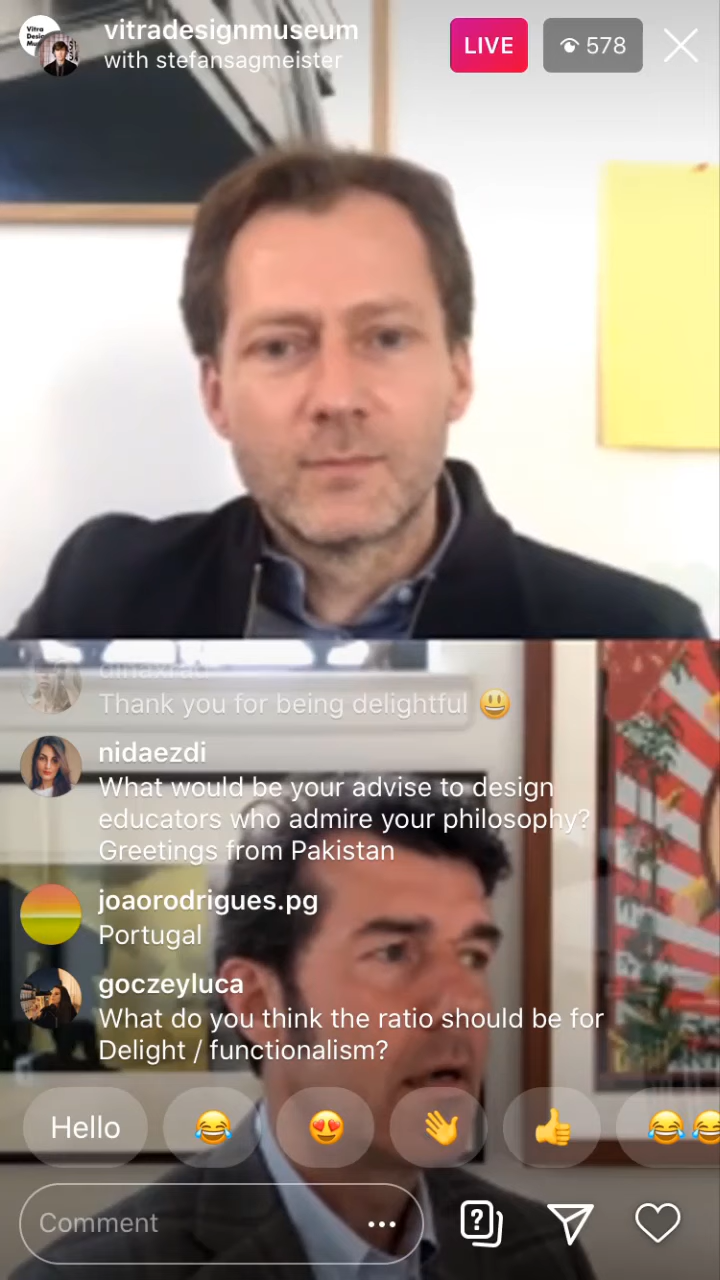 vitradesignmuseum
with stefansagmeister
LIVE
578
Vitra
Thank you for being delightful 😃
nidaezdi
What would be your advise to design
educators who admire your philosophy?
Greetings from Pakistan
joaorodrigues.pg
Portugal
goczeyluca
What do you think the ratio should be for
Delight / functionalism?
Hello
Comment